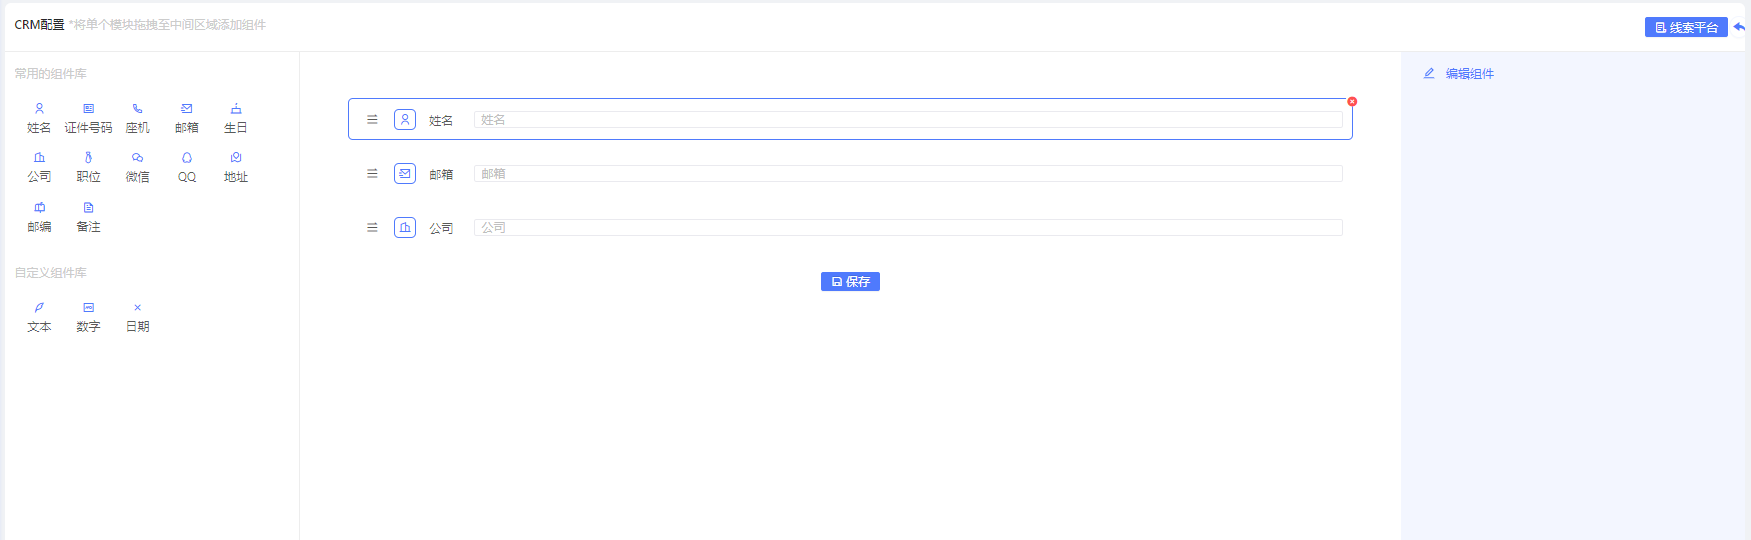 CRM配置 *将单个模块拖拽至中间区域添加组件
线索平台
常用的组件库
姓名 证件号码 座机 邮箱 生日
公司 职位 微信 QQ 地址
邮编 备注
自定义组件库
文本 数字 日期
姓名 姓名
邮箱 邮箱
公司 公司
保存
编辑组件